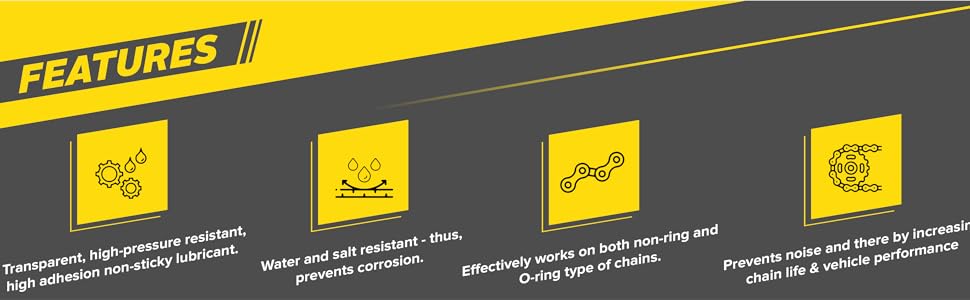 FEATURES
Transparent, high-pressure resistant,
high adhesion non-sticky lubricant.
Water and salt resistant - thus,
prevents corrosion.
Effectively works on both non-ring and
O-ring type of chains.
Prevents noise and there by increasin
chain life & vehicle performance